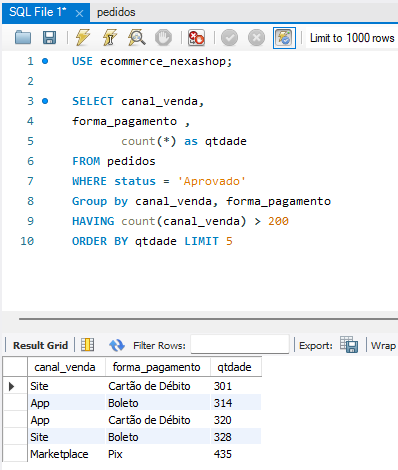 SQL File 1* × pedidos
Limit to 1000 rows
1 USE ecommerce_nexashop;
2
3 SELECT canal_venda,
4 forma_pagamento ,
5 count(*) as qtdade
6 FROM pedidos
7 WHERE status = 'Aprovado'
8 Group by canal_venda, forma_pagamento
9 HAVING count(canal_venda) > 200
10 ORDER BY qtdade LIMIT 5
Result Grid Filter Rows: Export: Wrap
canal_venda forma_pagamento qtdade
Site Cartão de Débito 301
App Boleto 314
App Cartão de Débito 320
Site Boleto 328
Marketplace Pix 435